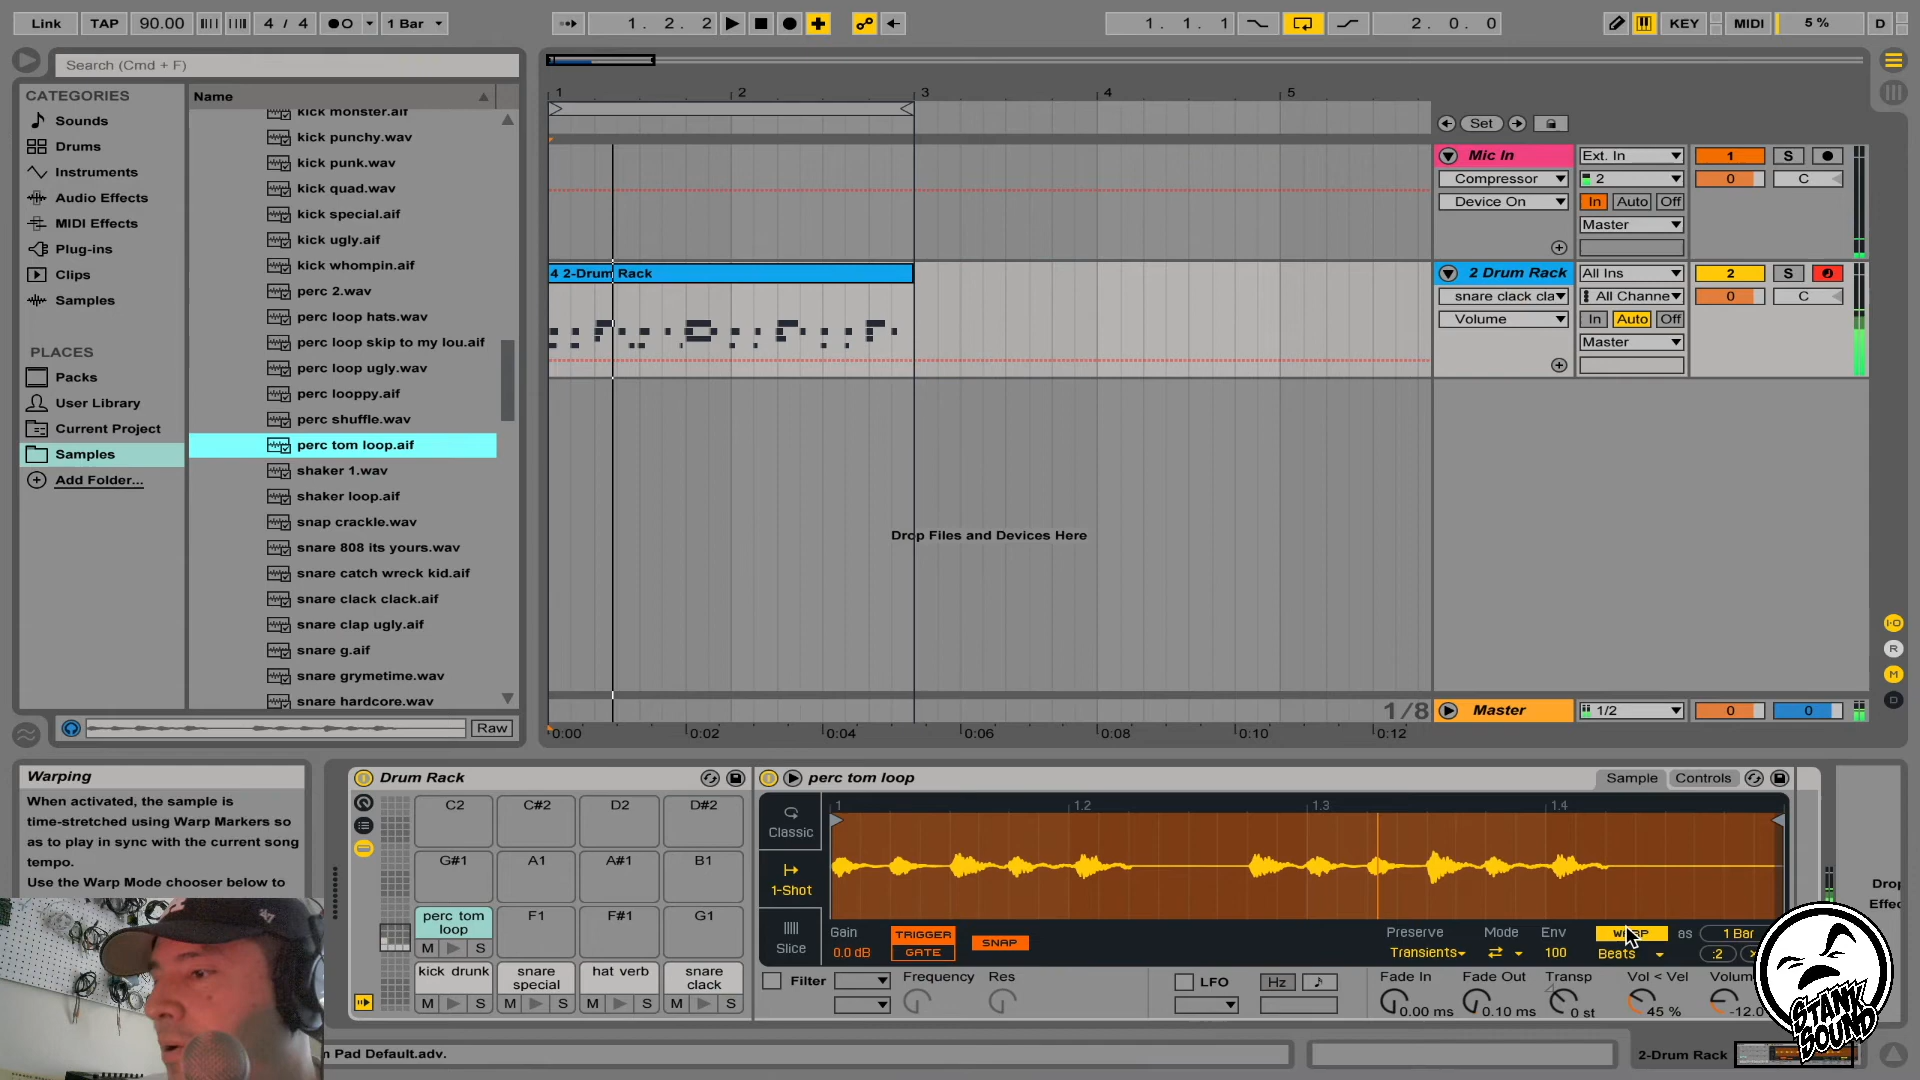 Link TAP 90.00 4 / 4 1 Bar 1. 2. 2 1. 1. 1 2. 0. 0 KEY MIDI 5 % D
Search (Cmd + F)
CATEGORIES
Sounds
Drums
Instruments
Audio Effects
MIDI Effects
Plug-ins
Clips
Samples
PLACES
Packs
User Library
Current Project
Samples
Add Folder...
Name
kick monster.aif
kick punchy.wav
kick punk.wav
kick quad.wav
kick special.aif
kick ugly.aif
kick whompin.aif
perc 2.wav
perc loop hats.wav
perc loop skip to my lou.aif
perc loop ugly.wav
perc looppy.aif
perc shuffle.wav
perc tom loop.aif
shaker 1.wav
shaker loop.aif
snap crackle.wav
snare 808 its yours.wav
snare catch wreck kid.aif
snare clack clack.aif
snare clap ugly.aif
snare g.aif
snare grymetime.wav
snare hardcore.wav
Raw
1 2 3 4 5
Set
Mic In Ext. In 1 S
Compressor 2 0 C
Device On In Auto Off
Master
4 2-Drum Rack
2 Drum Rack All Ins 2 S
snare clack cla All Channe 0 C
Volume In Auto Off
Master
Drop Files and Devices Here
I·O
R
M
D
1/8 Master 1/2 0 0
0:00 0:02 0:04 0:06 0:08 0:10 0:12
Warping
When activated, the sample is
time-stretched using Warp Markers so
as to play in sync with the current song
tempo.
Use the Warp Mode chooser below to
Drum Rack
C2 C#2 D2 D#2
G#1 A1 A#1 B1
perc tom loop F1 F#1 G1
M S
kick drunk snare special hat verb snare clack
M S M S M S M S
perc tom loop Sample Controls
Classic
1-Shot
Slice
1 1.2 1.3 1.4
Gain TRIGGER SNAP Preserve Mode Env as 1 Bar
0.0 dB GATE Transients 100 Beats :2
Filter Frequency Res LFO Hz Fade In Fade Out Transp Vol < Vel
0.00 ms 0.10 ms 0 st 45 %
STANK
SOUND
m Pad Default.adv.
2-Drum Rack